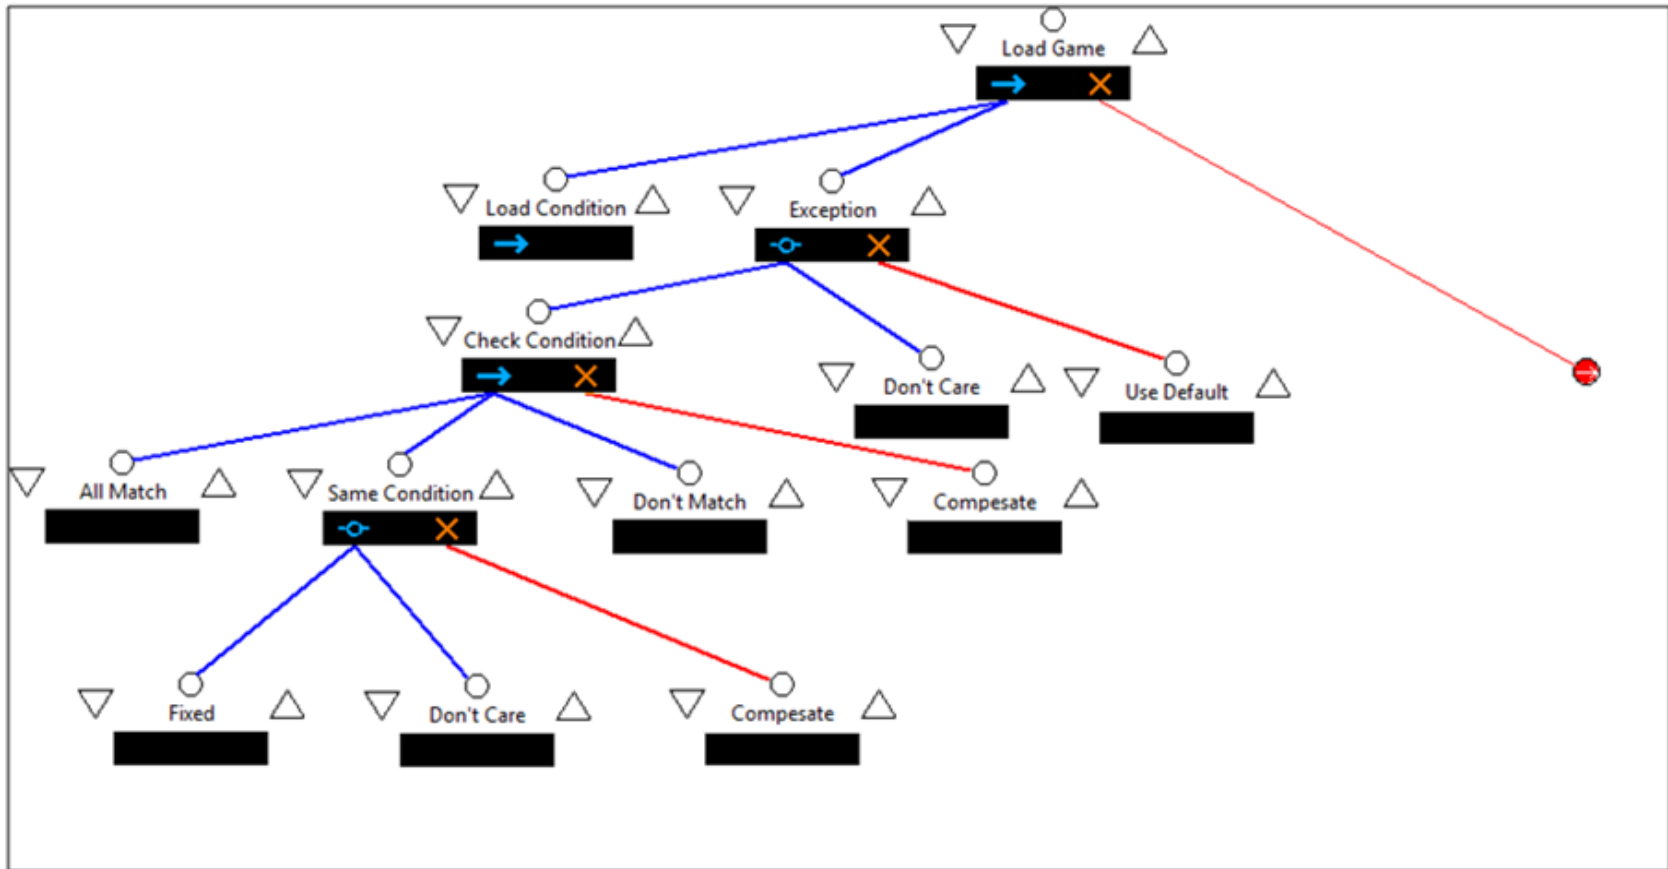 Load Game
Load Condition
Exception
Check Condition
Don't Care
Use Default
All Match
Same Condition
Don't Match
Compesate
Fixed
Don't Care
Compesate